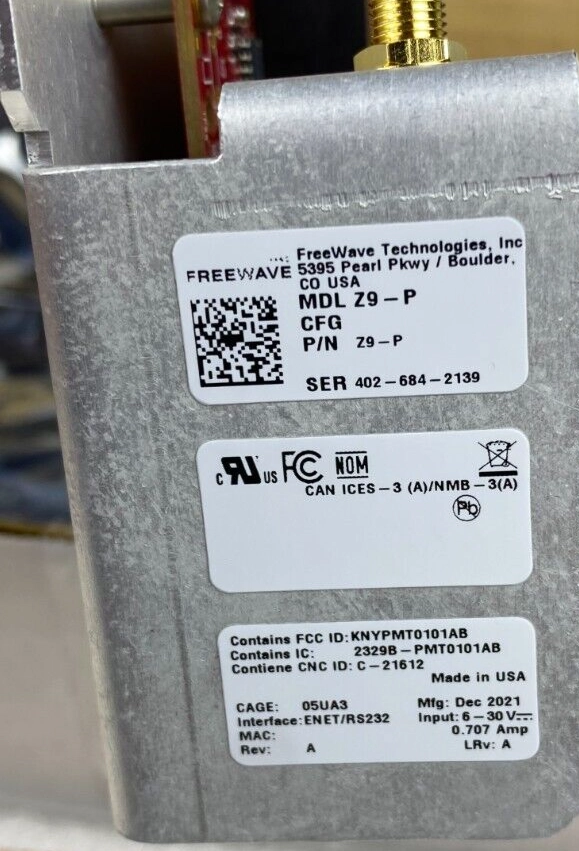 FREEWAVE
FreeWave Technologies, Inc
5395 Pearl Pkwy / Boulder,
CO USA
MDL Z9-P
CFG
P/N Z9-P
SER 402-684-2139
c RU US FC NOM
CAN ICES-3 (A)/NMB-3(A)
Pb
Contains FCC ID: KNYPMT0101AB
Contains IC: 2329B-PMT0101AB
Contiene CNC ID: C-21612
Made in USA
CAGE: 05UA3 Mfg: Dec 2021
Interface: ENET/RS232 Input: 6-30 V
MAC: 0.707 Amp
Rev: A LRv: A